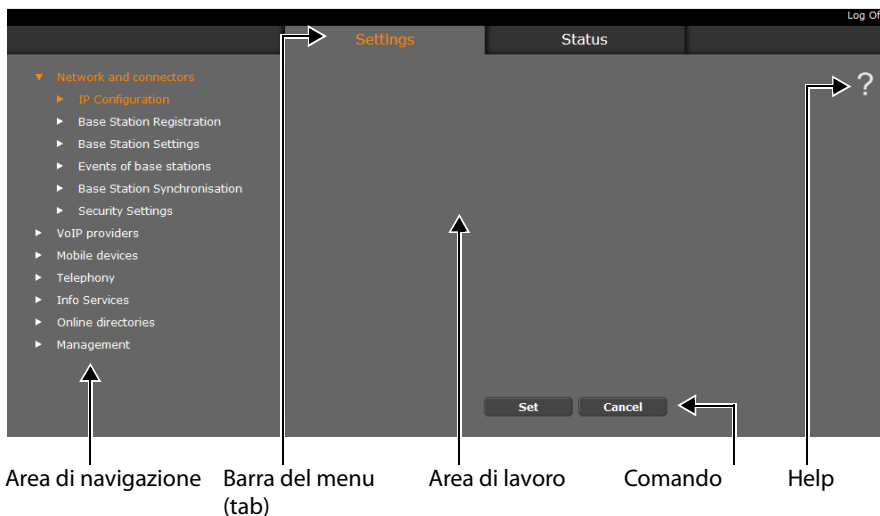 Log Of
Settings
Status
Network and connectors
IP Configuration
Base Station Registration
Base Station Settings
Events of base stations
Base Station Synchronisation
Security Settings
VoIP providers
Mobile devices
Telephony
Info Services
Online directories
Management
?
Set
Cancel
Area di navigazione
Barra del menu
(tab)
Area di lavoro
Comando
Help